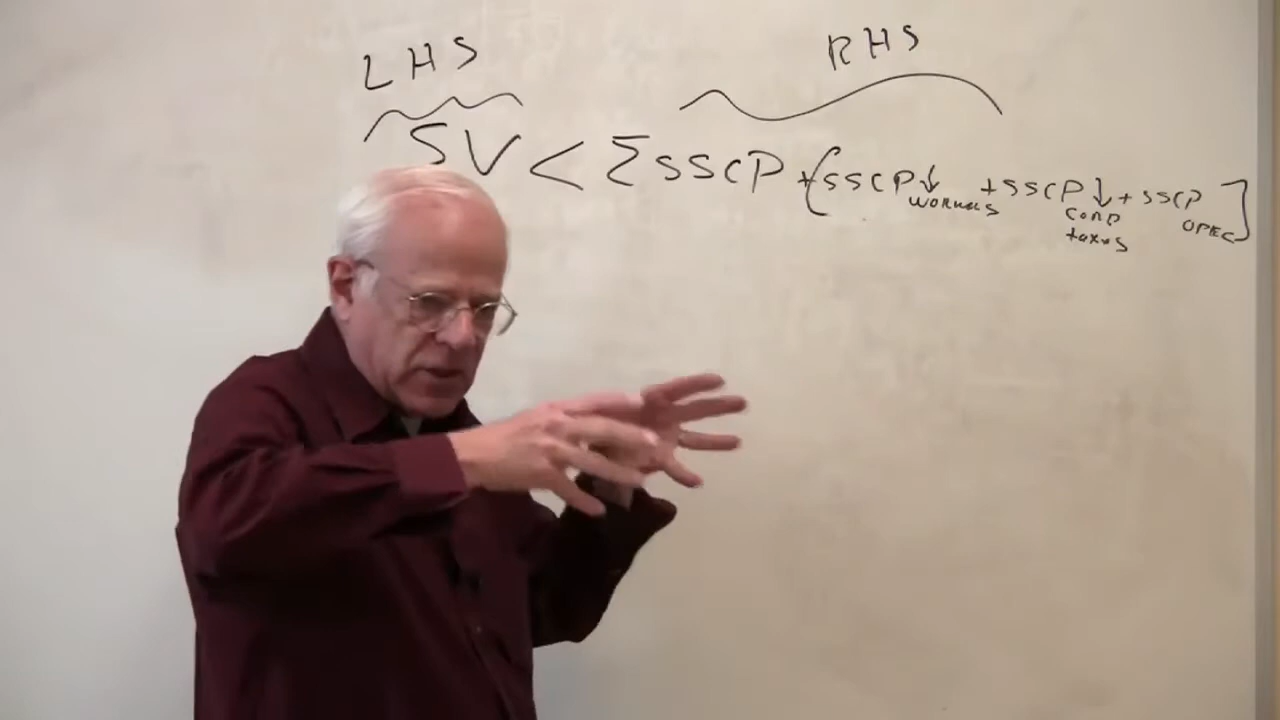 LHS RHS
SV < ΣSSCP + [SSCP↓ + SSCP↓ + SSCP]
workers corp OPEC
taxes